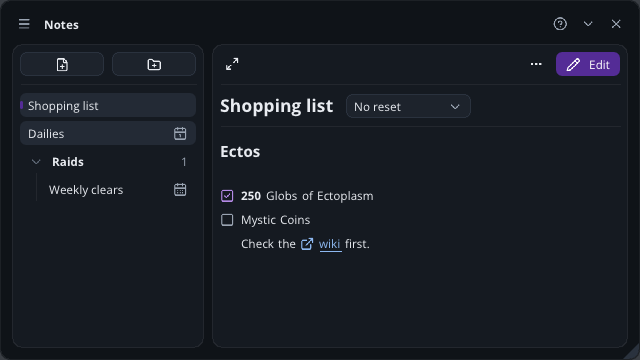 Notes
Edit
Shopping list
Dailies
Raids 1
Weekly clears
Shopping list No reset
Ectos
250 Globs of Ectoplasm
Mystic Coins
Check the wiki first.